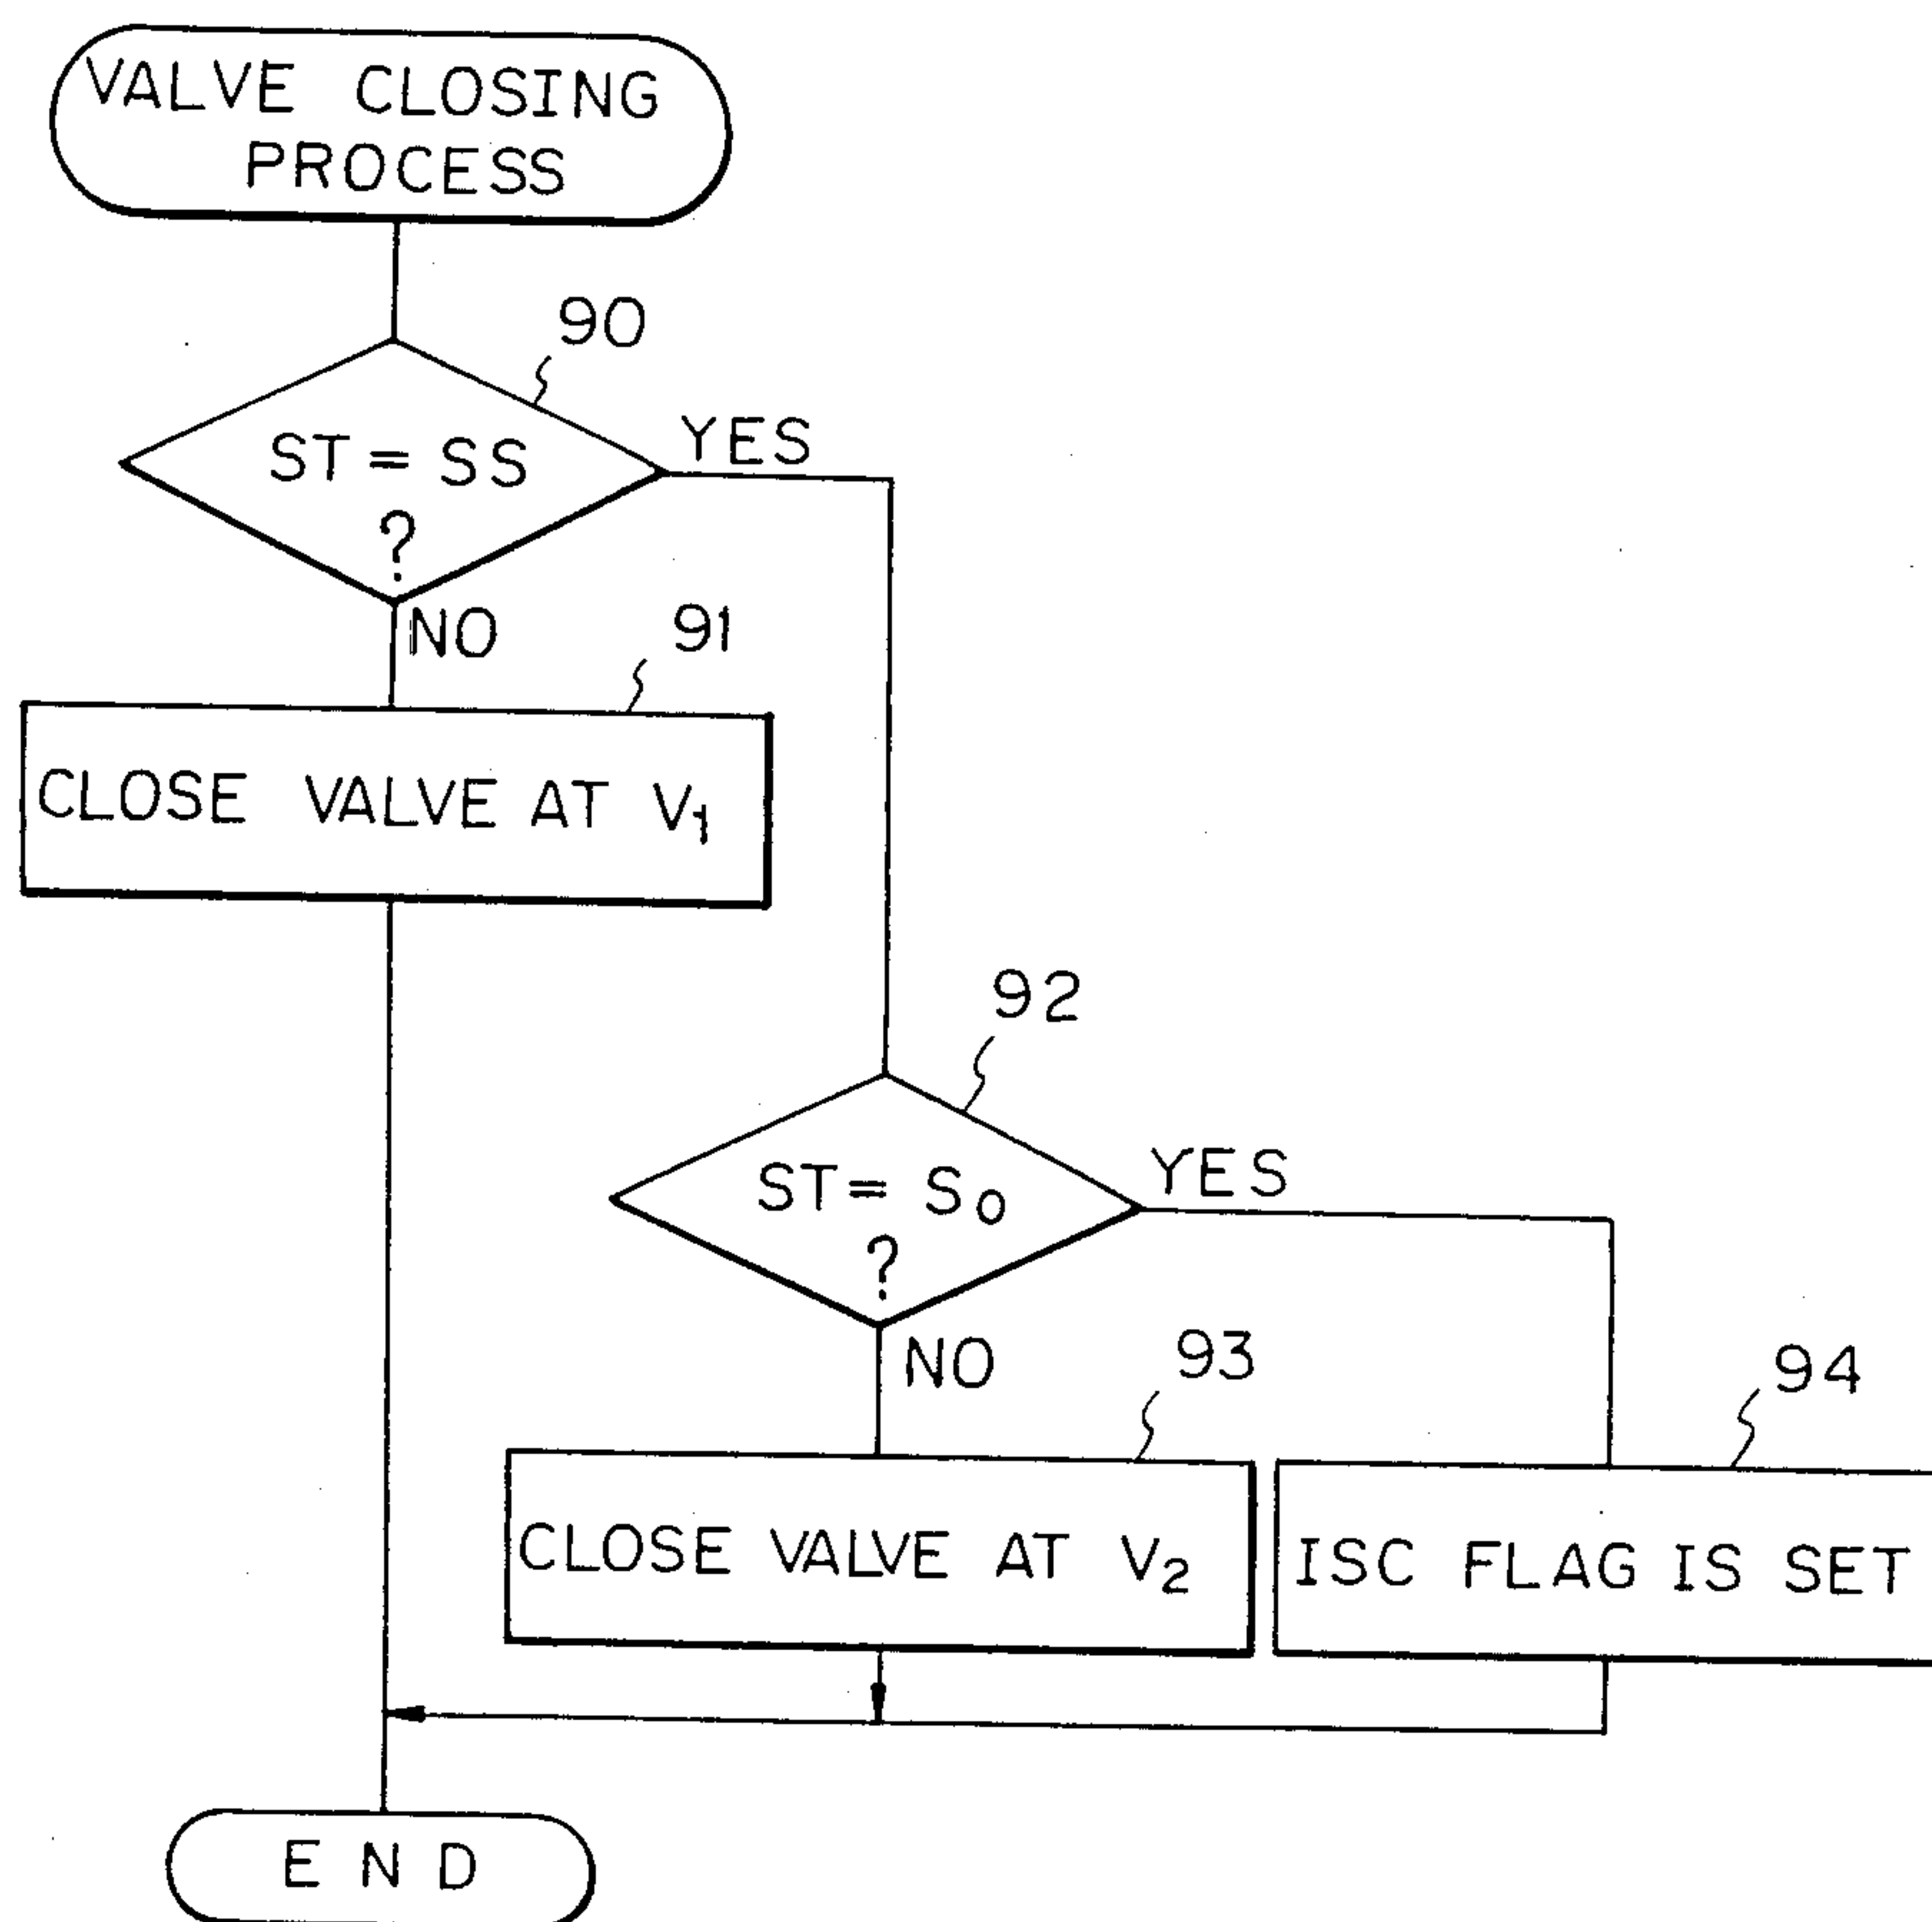 VALVE CLOSING
PROCESS
90
ST = SS
?
YES
NO
91
CLOSE VALVE AT V₁
92
ST = S₀
?
YES
NO
93
94
CLOSE VALVE AT V₂
ISC FLAG IS SET
END